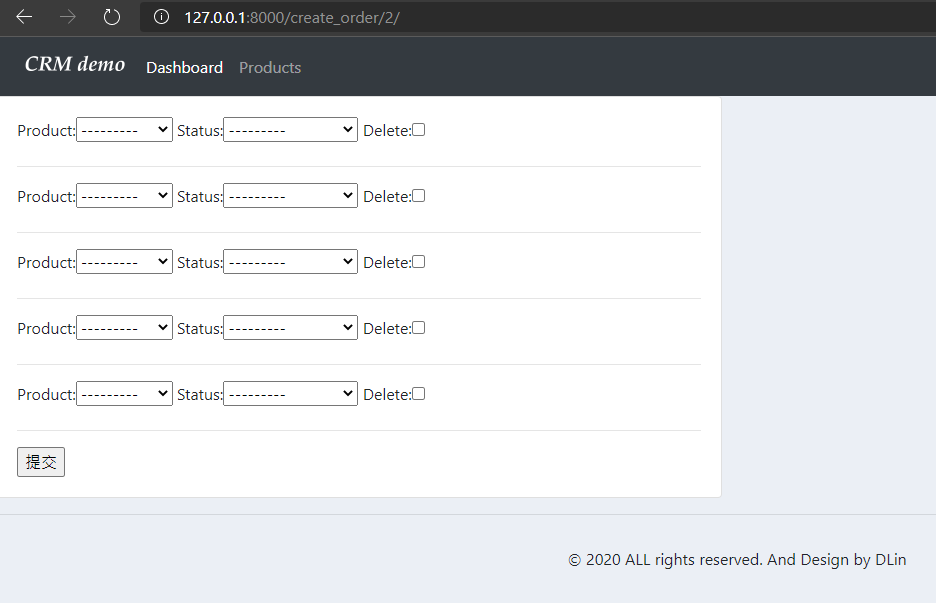 127.0.0.1:8000/create_order/2/
CRM demo Dashboard Products
Product: --------- Status: --------- Delete:
Product: --------- Status: --------- Delete:
Product: --------- Status: --------- Delete:
Product: --------- Status: --------- Delete:
Product: --------- Status: --------- Delete:
提交
© 2020 ALL rights reserved. And Design by DLin